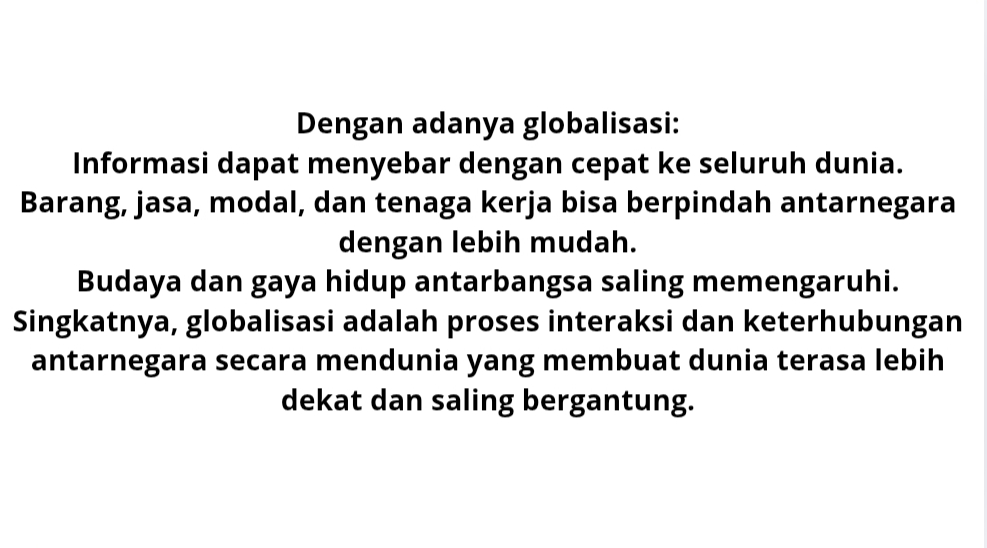 Dengan adanya globalisasi:
Informasi dapat menyebar dengan cepat ke seluruh dunia.
Barang, jasa, modal, dan tenaga kerja bisa berpindah antarnegara
dengan lebih mudah.
Budaya dan gaya hidup antarbangsa saling memengaruhi.
Singkatnya, globalisasi adalah proses interaksi dan keterhubungan
antarnegara secara mendunia yang membuat dunia terasa lebih
dekat dan saling bergantung.